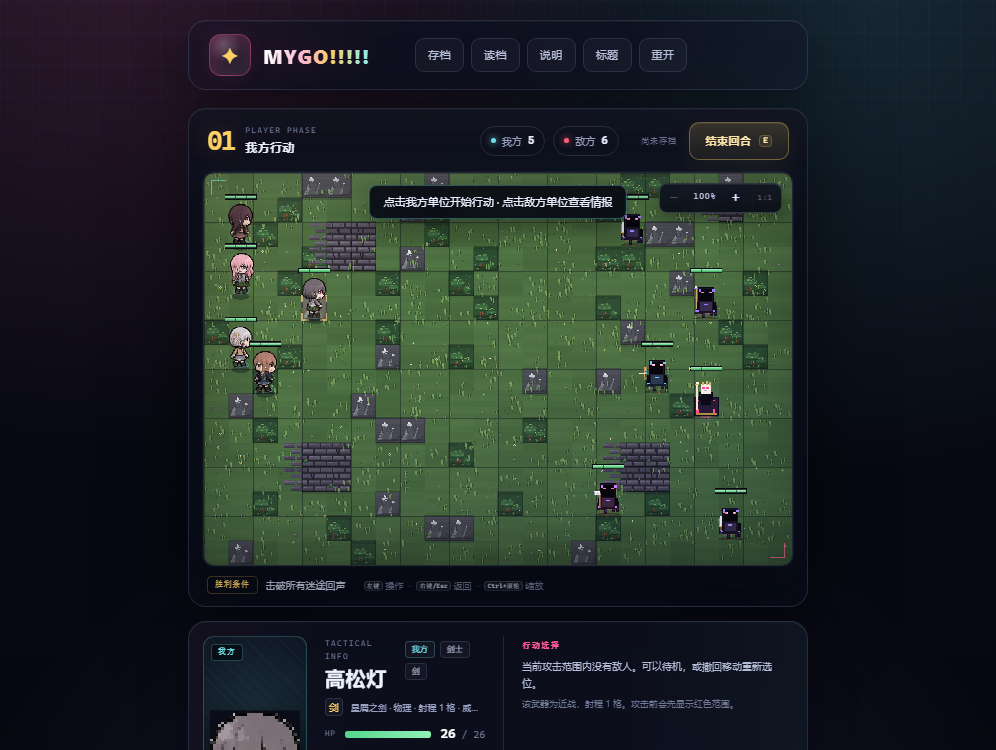 MYGO!!!!!
存档 读档 说明 标题 重开
01
PLAYER PHASE
我方行动
我方 5 敌方 6 尚未存档 结束回合 E
点击我方单位开始行动 · 点击敌方单位查看情报
− 100% + 1:1
胜利条件 击破所有迷途回声 左键 操作 · 右键/Esc 返回 · Ctrl+滚轮 缩放
我方
TACTICAL INFO
高松灯
我方 剑士
剑
剑 星屑之剑 · 物理 · 射程 1 格 · 威…
HP 26 / 26
行动选择
当前攻击范围内没有敌人。可以待机，或撤回移动重新选
位。
该武器为近战，射程 1 格。攻击前会先显示红色范围。